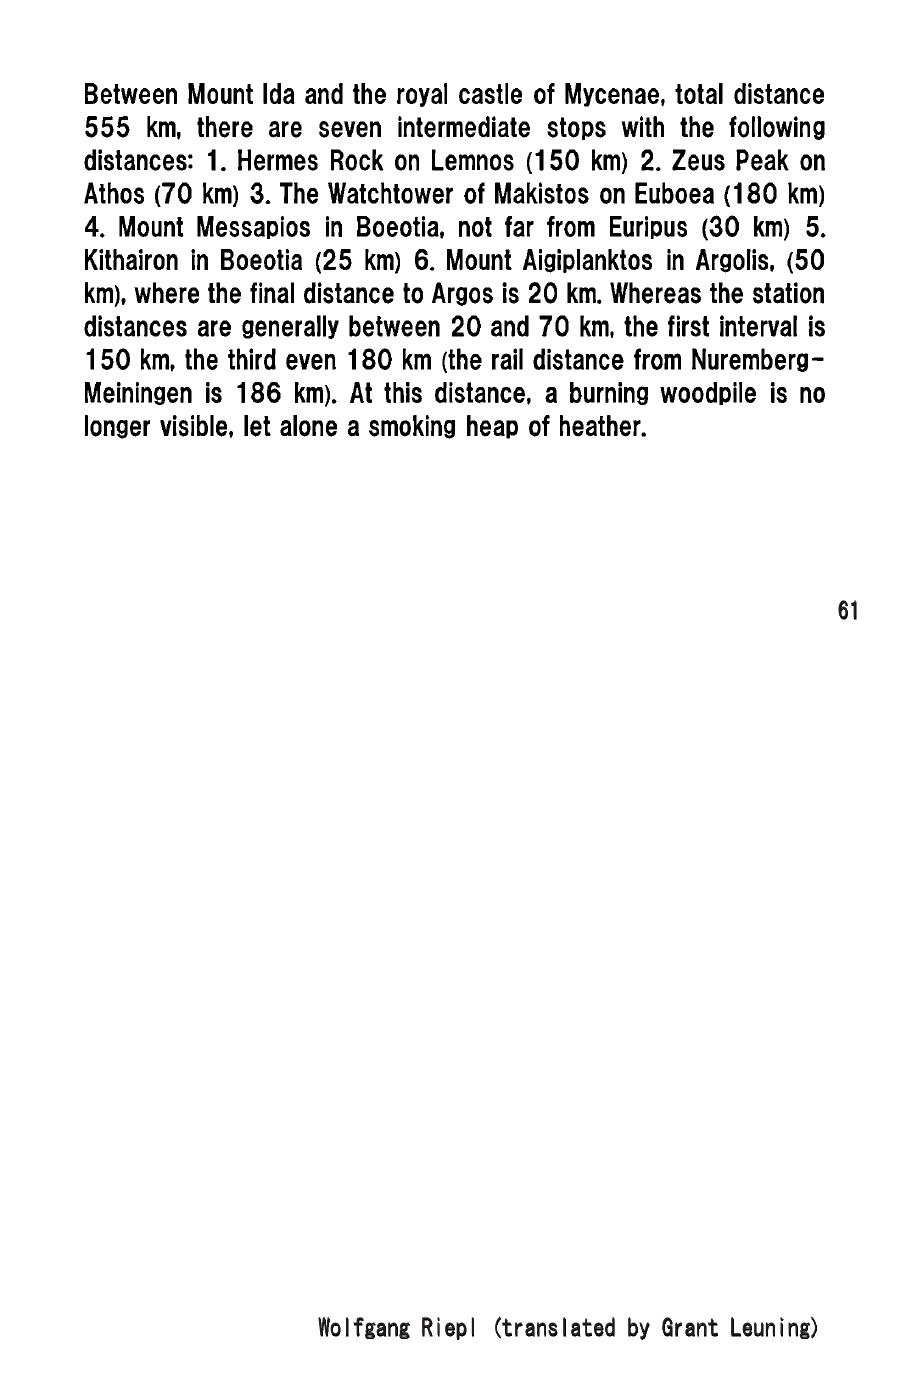 Between Mount Ida and the royal castle of Mycenae, total distance
555 km, there are seven intermediate stops with the following
distances: 1. Hermes Rock on Lemnos (150 km) 2. Zeus Peak on
Athos (70 km) 3. The Watchtower of Makistos on Euboea (180 km)
4. Mount Messapios in Boeotia, not far from Euripus (30 km) 5.
Kithairon in Boeotia (25 km) 6. Mount Aigiplanktos in Argolis, (50
km), where the final distance to Argos is 20 km. Whereas the station
distances are generally between 20 and 70 km, the first interval is
150 km, the third even 180 km (the rail distance from Nuremberg-
Meiningen is 186 km). At this distance, a burning woodpile is no
longer visible, let alone a smoking heap of heather.
61
Wolfgang Riepl (translated by Grant Leuning)